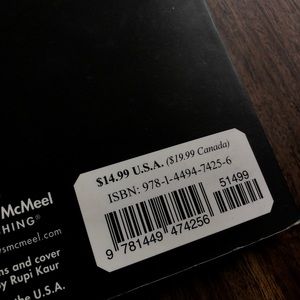 McMeel
HING®
smcmeel.com
ns and cover
by Rupi Kaur
the U.S.A.
$14.99 U.S.A. ($19.99 Canada)
ISBN: 978-1-4494-7425-6
51499
9 781449 474256